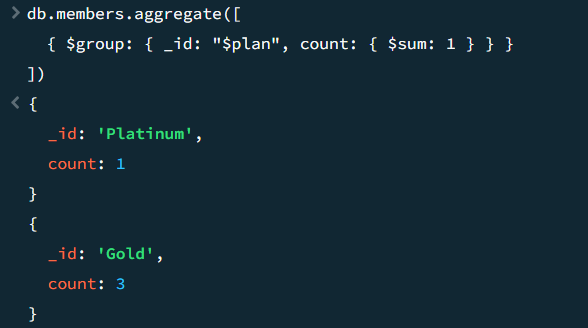 > db.members.aggregate([
{ $group: { _id: "$plan", count: { $sum: 1 } } }
])
< {
_id: 'Platinum',
count: 1
}
{
_id: 'Gold',
count: 3
}